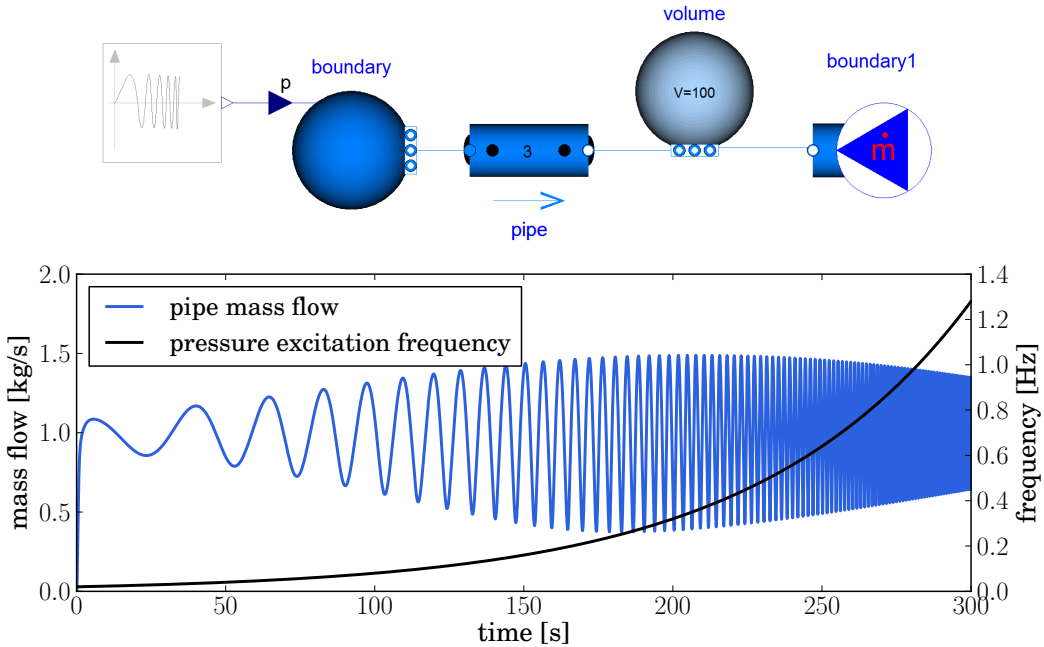 volume
boundary
boundary1
p
V=100
3
ṁ
pipe
2.0
1.5
1.0
0.5
0.0
mass flow [kg/s]
pipe mass flow
pressure excitation frequency
1.4
1.2
1.0
0.8
0.6
0.4
0.2
0.0
frequency [Hz]
0 50 100 150 200 250 300
time [s]